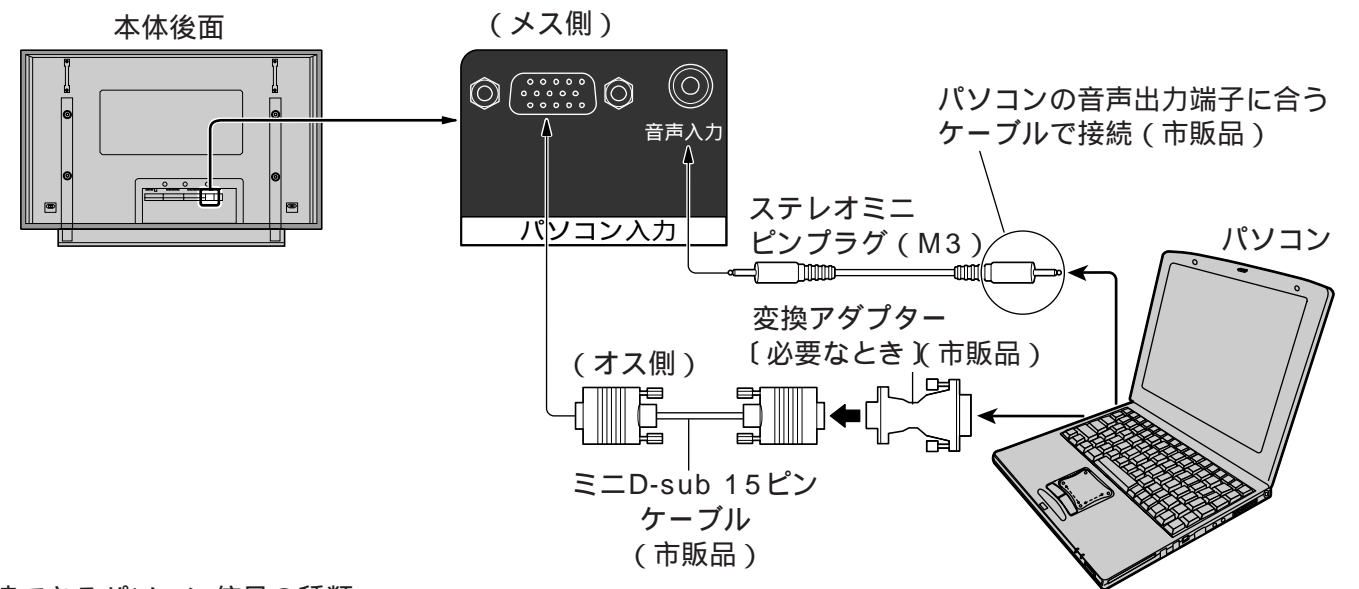 本体後面
（メス側）
音声入力
パソコン入力
パソコンの音声出力端子に合う
ケーブルで接続（市販品）
ステレオミニ
ピンプラグ（M3）
パソコン
変換アダプター
〔必要なとき〕（市販品）
（オス側）
ミニD-sub 15ピン
ケーブル
（市販品）